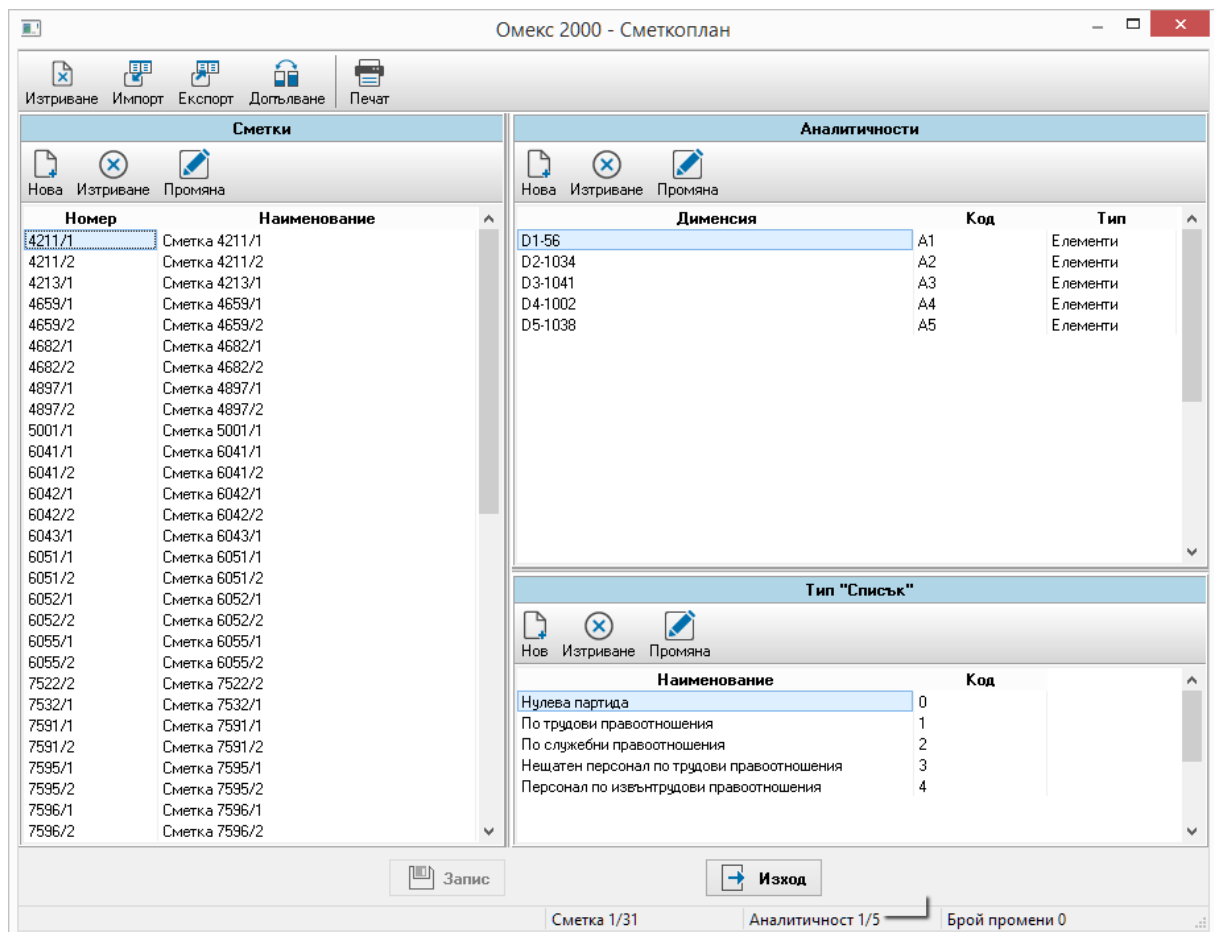 Омекс 2000 - Сметкоплан
Изтриване Импорт Експорт Допълване Печат
Сметки
Нова Изтриване Промяна
Номер Наименование
4211/1 Сметка 4211/1
4211/2 Сметка 4211/2
4213/1 Сметка 4213/1
4659/1 Сметка 4659/1
4659/2 Сметка 4659/2
4682/1 Сметка 4682/1
4682/2 Сметка 4682/2
4897/1 Сметка 4897/1
4897/2 Сметка 4897/2
5001/1 Сметка 5001/1
6041/1 Сметка 6041/1
6041/2 Сметка 6041/2
6042/1 Сметка 6042/1
6042/2 Сметка 6042/2
6043/1 Сметка 6043/1
6051/1 Сметка 6051/1
6051/2 Сметка 6051/2
6052/1 Сметка 6052/1
6052/2 Сметка 6052/2
6055/1 Сметка 6055/1
6055/2 Сметка 6055/2
7522/2 Сметка 7522/2
7532/1 Сметка 7532/1
7591/1 Сметка 7591/1
7591/2 Сметка 7591/2
7595/1 Сметка 7595/1
7595/2 Сметка 7595/2
7596/1 Сметка 7596/1
7596/2 Сметка 7596/2
Аналитичности
Нова Изтриване Промяна
Дименсия Код Тип
D1-56 A1 Елементи
D2-1034 A2 Елементи
D3-1041 A3 Елементи
D4-1002 A4 Елементи
D5-1038 A5 Елементи
Тип "Списък"
Нов Изтриване Промяна
Наименование Код
Нулева партида 0
По трудови правоотношения 1
По служебни правоотношения 2
Нещатен персонал по трудови правоотношения 3
Персонал по извънтрудови правоотношения 4
Запис Изход
Сметка 1/31 Аналитичност 1/5 Брой промени 0